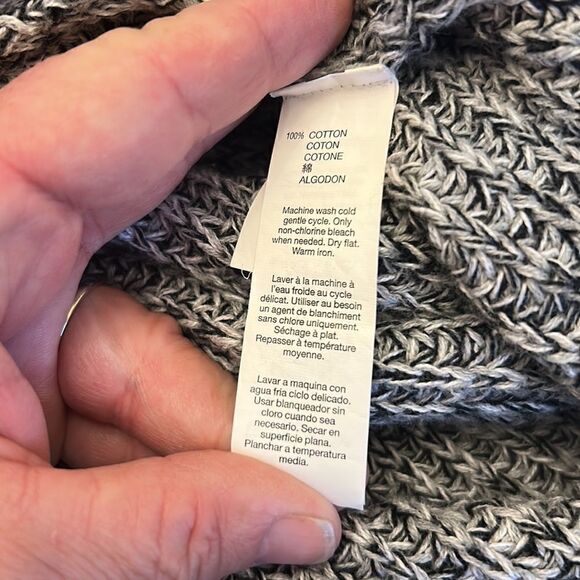 100% COTTON
COTON
COTONE
綿
ALGODON
Machine wash cold
gentle cycle. Only
non-chlorine bleach
when needed. Dry flat.
Warm iron.
Laver à la machine à
l'eau froide au cycle
délicat. Utiliser au besoin
un agent de blanchiment
sans chlore uniquement.
Séchage à plat.
Repasser à température
moyenne.
Lavar a maquina con
agua fria ciclo delicado.
Usar blanqueador sin
cloro cuando sea
necesario. Secar en
superficie plana.
Planchar a temperatura
media.